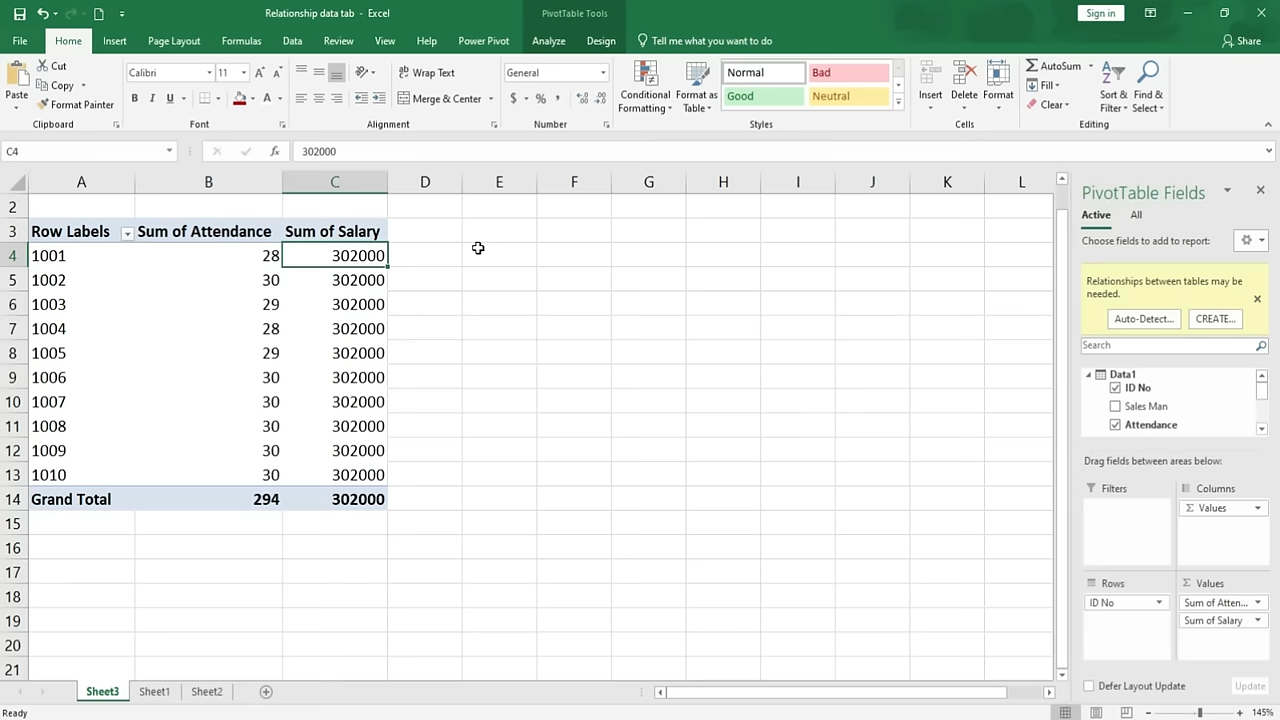 Relationship data tab - Excel
PivotTable Tools
Sign in
File Home Insert Page Layout Formulas Data Review View Help Power Pivot Analyze Design Tell me what you want to do Share
Paste
Cut
Copy
Format Painter
Clipboard
Calibri 11
B I U
Font
Wrap Text
Merge & Center
Alignment
General
$ % ,
Number
Conditional Formatting
Format as Table
Normal Bad
Good Neutral
Styles
Insert Delete Format
Cells
AutoSum
Fill
Clear
Sort & Filter
Find & Select
Editing
C4 fx 302000
A B C D E F G H I J K L
2
3 Row Labels Sum of Attendance Sum of Salary
4 1001 28 302000
5 1002 30 302000
6 1003 29 302000
7 1004 28 302000
8 1005 29 302000
9 1006 30 302000
10 1007 30 302000
11 1008 30 302000
12 1009 30 302000
13 1010 30 302000
14 Grand Total 294 302000
15
16
17
18
19
20
21
PivotTable Fields
Active All
Choose fields to add to report:
Relationships between tables may be
needed.
Auto-Detect... CREATE...
Search
Data1
ID No
Sales Man
Attendance
Drag fields between areas below:
Filters Columns
Σ Values
Rows Σ Values
ID No Sum of Atten...
Sum of Salary
Defer Layout Update Update
Sheet3 Sheet1 Sheet2
Ready 145%